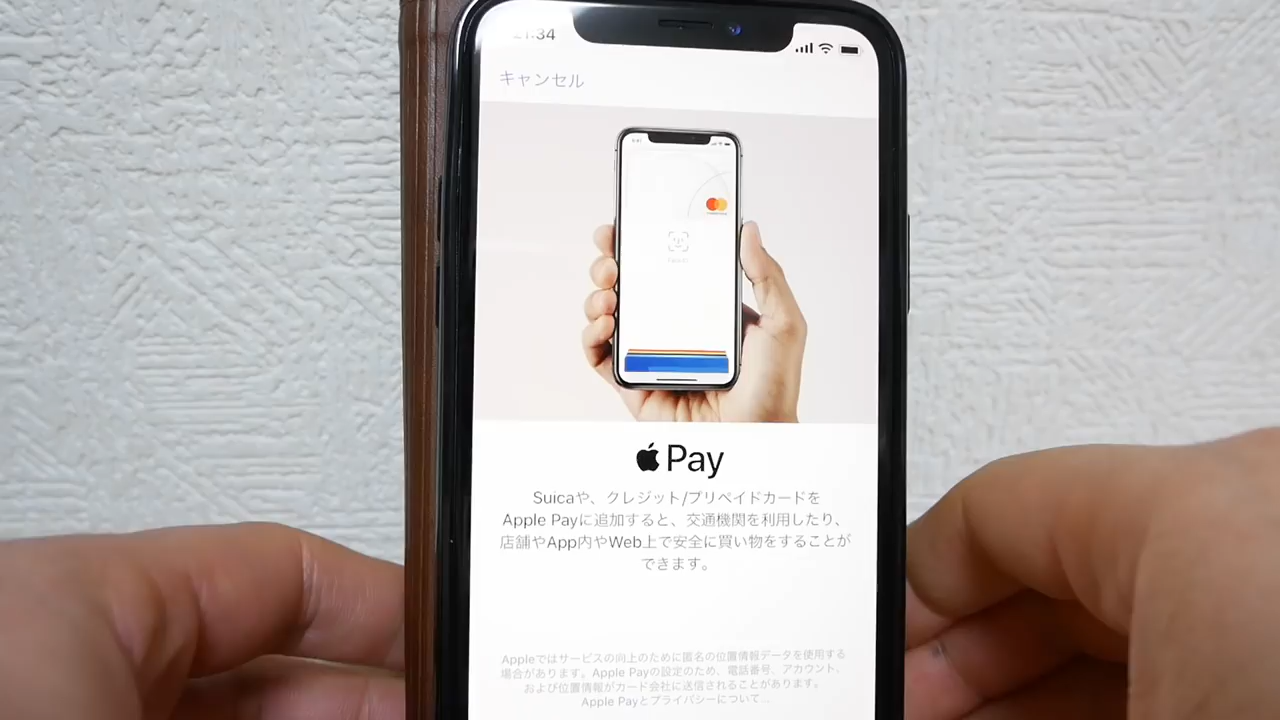 21:34
キャンセル
Pay
Suicaや、クレジット/プリペイドカードを
Apple Payに追加すると、交通機関を利用したり、
店舗やApp内やWeb上で安全に買い物をすることが
できます。
Appleではサービスの向上のために匿名の位置情報データを使用する
場合があります。Apple Payの設定のため、電話番号、アカウント、
および位置情報がカード会社に送信されることがあります。
Apple Payとプライバシーについて...